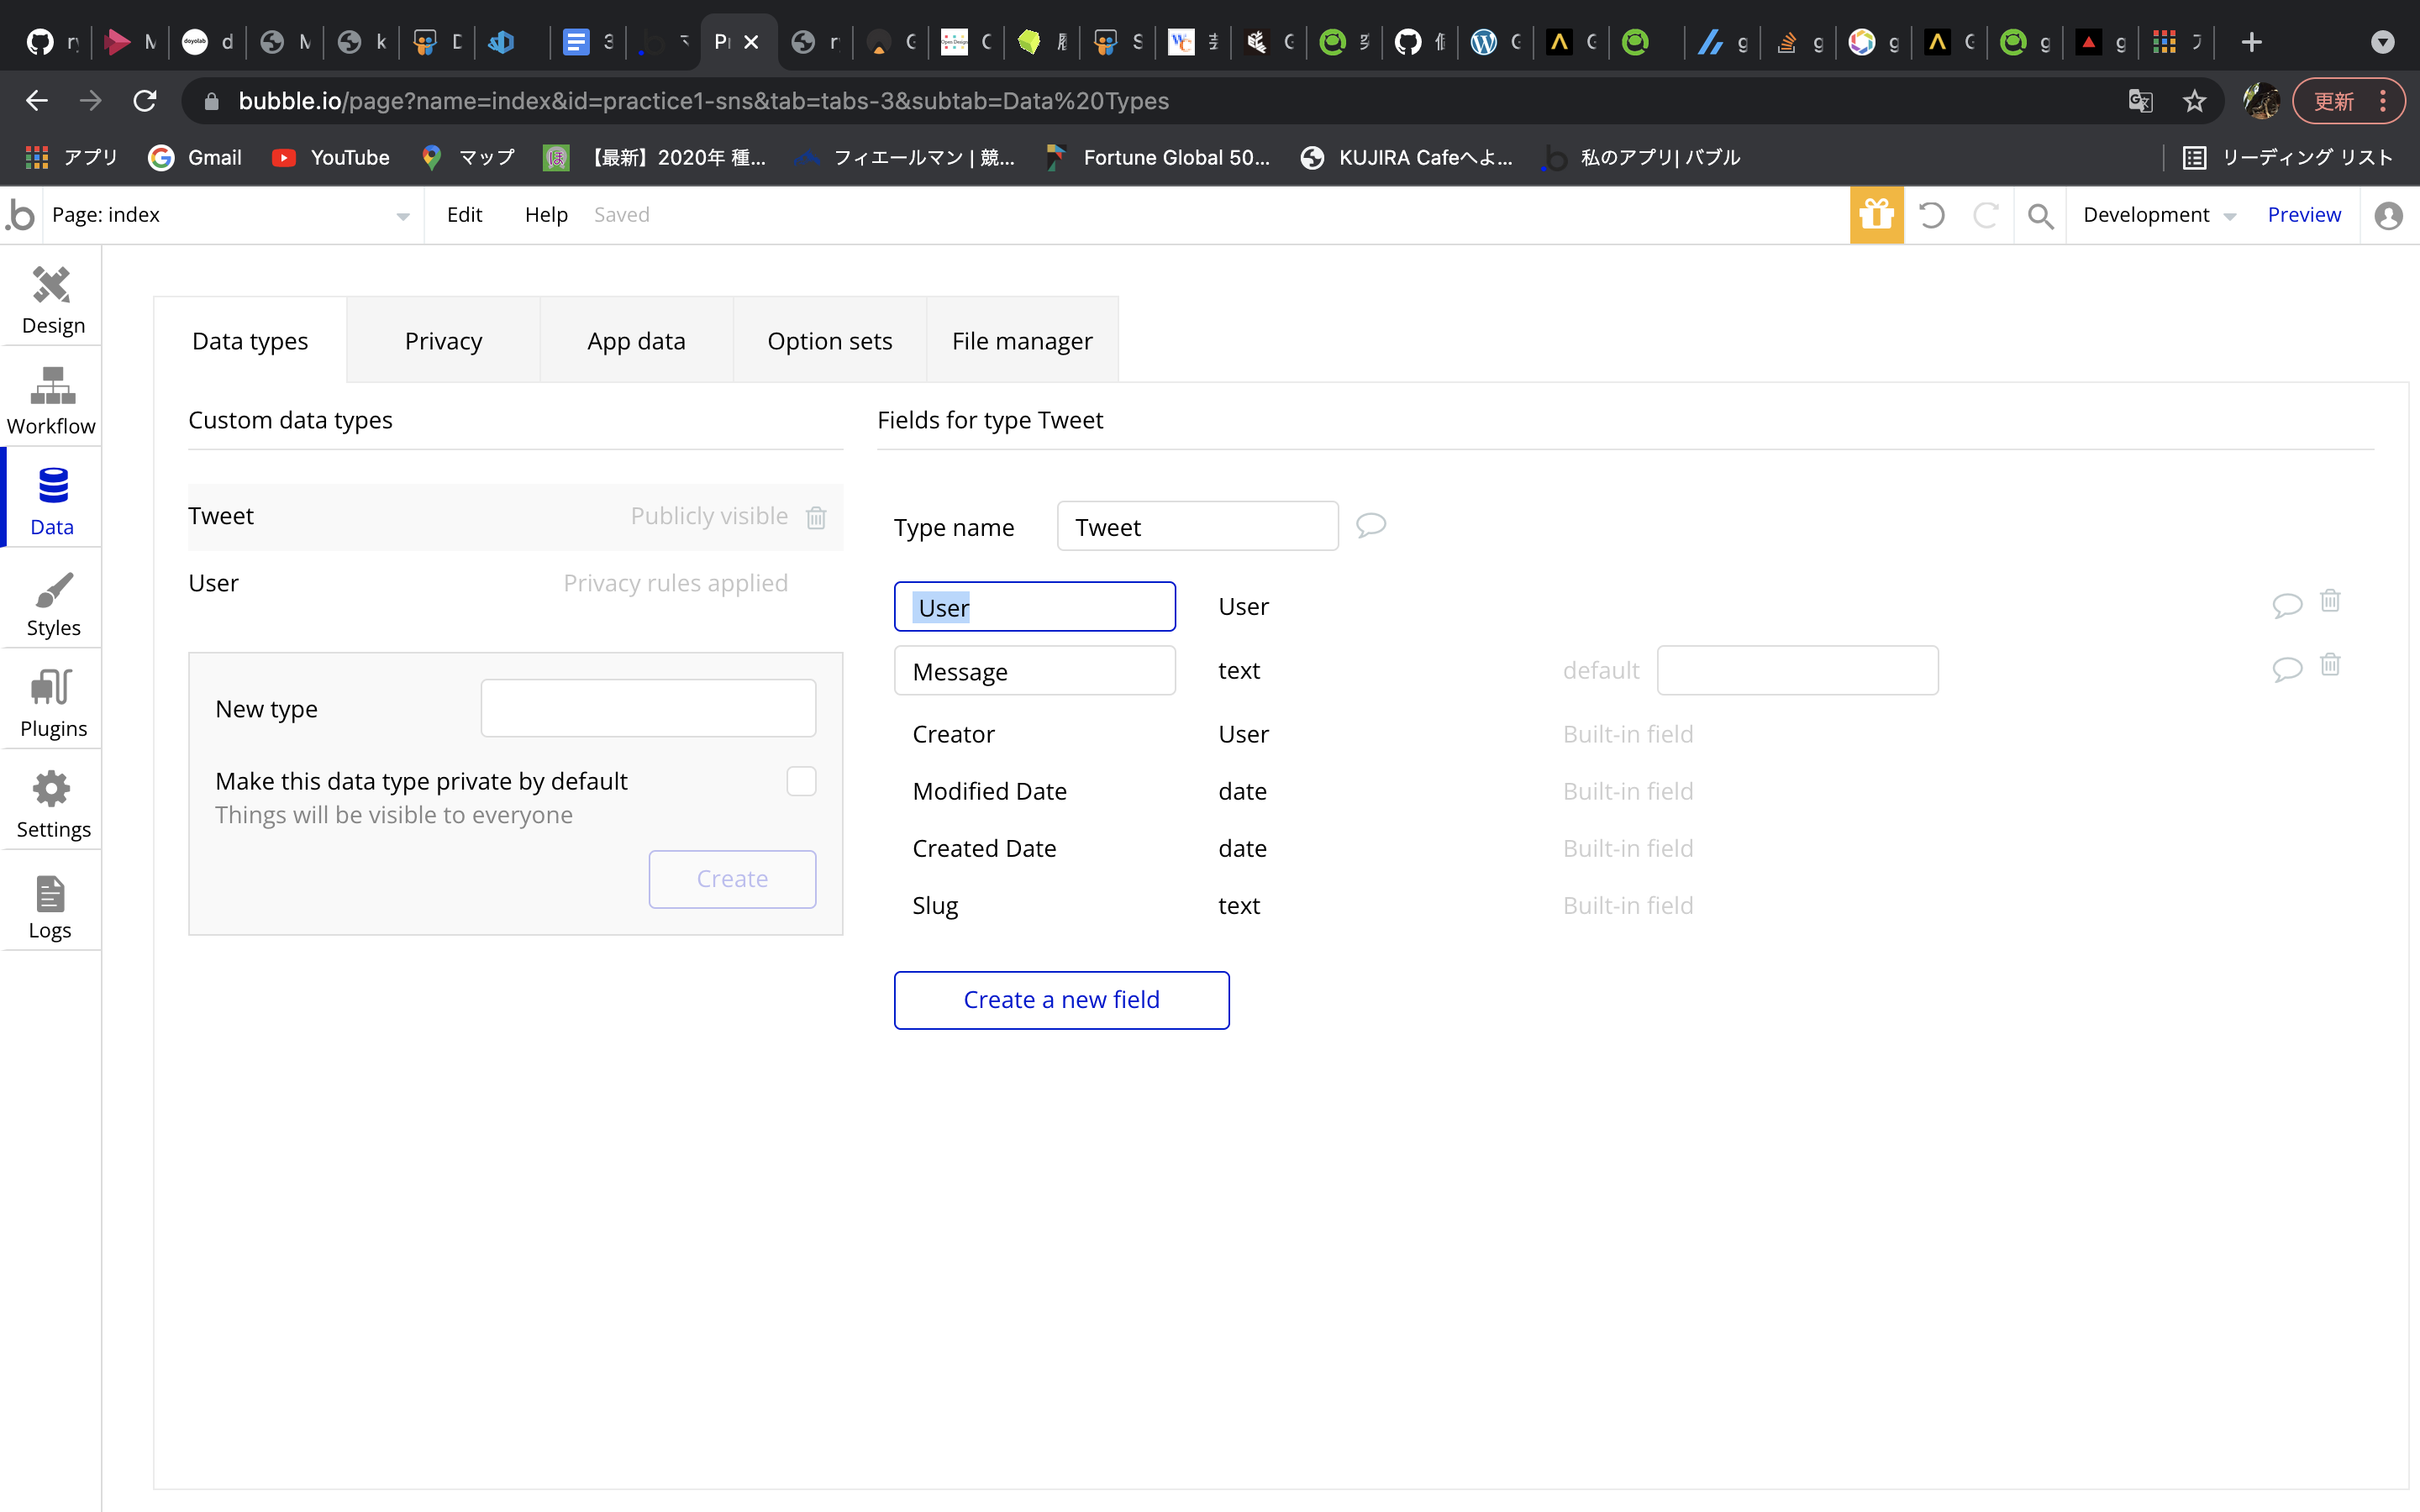 bubble.io/page?name=index&id=practice1-sns&tab=tabs-3&subtab=Data%20Types
更新
アプリ
Gmail
YouTube
マップ
【最新】2020年 種...
フィエールマン | 競...
Fortune Global 50...
KUJIRA Cafeへよ...
私のアプリ| バブル
リーディング リスト
Page: index
Edit
Help
Saved
Development
Preview
Design
Workflow
Data
Styles
Plugins
Settings
Logs
Data types
Privacy
App data
Option sets
File manager
Custom data types
Tweet
Publicly visible
User
Privacy rules applied
New type
Make this data type private by default
Things will be visible to everyone
Create
Fields for type Tweet
Type name
Tweet
User
User
Message
text
default
Creator
User
Built-in field
Modified Date
date
Built-in field
Created Date
date
Built-in field
Slug
text
Built-in field
Create a new field